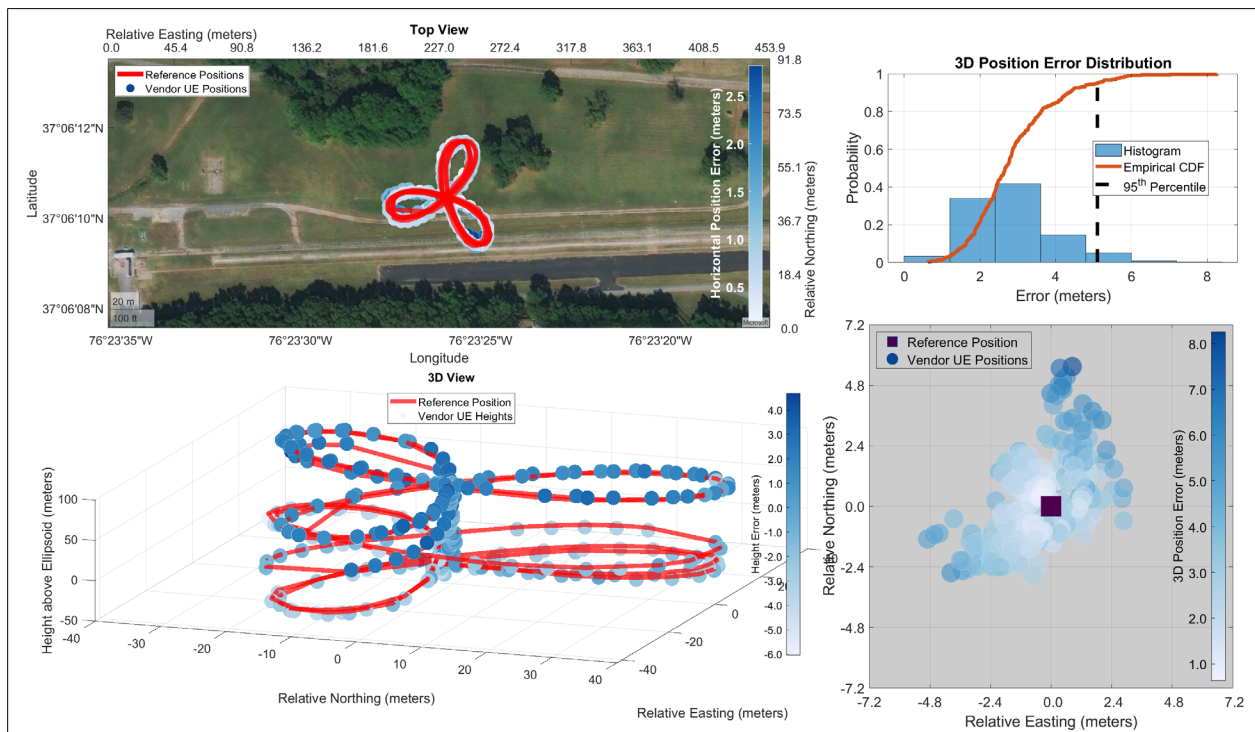 Top View
Relative Easting (meters)
0.0 45.4 90.8 136.2 181.6 227.0 272.4 317.8 363.1 408.5 453.9
Reference Positions
Vendor UE Positions
37°06'12"N
37°06'10"N
37°06'08"N
Latitude
20 m
100 ft
Microsoft
76°23'35"W 76°23'30"W 76°23'25"W 76°23'20"W
Longitude
Horizontal Position Error (meters)
2.5
2.0
1.5
1.0
0.5
91.8
73.5
55.1
36.7
18.4
0.0
Relative Northing (meters)
3D Position Error Distribution
1
0.8
0.6
0.4
0.2
0
Probability
Histogram
Empirical CDF
95th Percentile
0 2 4 6 8
Error (meters)
3D View
Reference Position
Vendor UE Heights
100
50
0
-50
Height above Ellipsoid (meters)
-40 -30 -20 -10 0 10 20 30 40
Relative Northing (meters)
-40
-20
0
Relative Easting (meters)
Height Error (meters)
4.0
3.0
2.0
1.0
0.0
-1.0
-4.0
-5.0
-6.0
Reference Position
Vendor UE Positions
7.2
4.8
2.4
0.0
-2.4
-4.8
-7.2
Relative Northing (meters)
-7.2 -4.8 -2.4 0.0 2.4 4.8 7.2
Relative Easting (meters)
3D Position Error (meters)
8.0
7.0
6.0
5.0
4.0
3.0
2.0
1.0